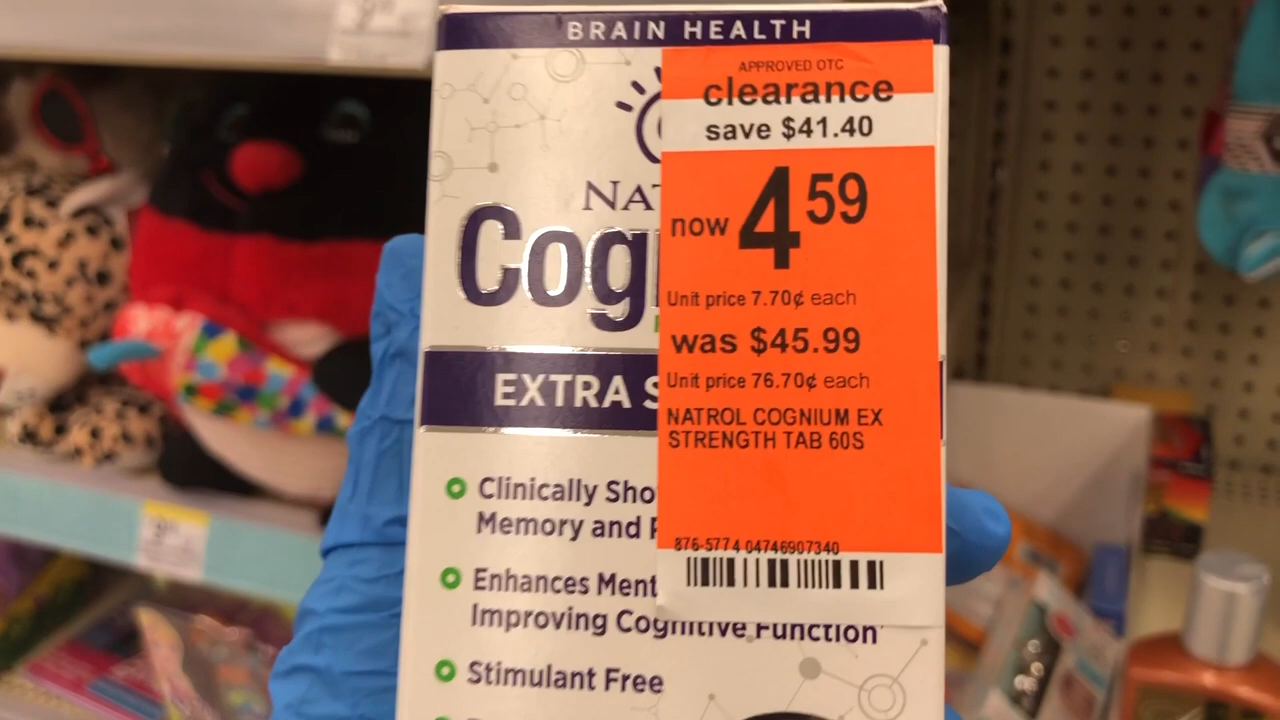 BRAIN HEALTH
APPROVED OTC
clearance
save $41.40
now 4 59
Unit price 7.70¢ each
was $45.99
Unit price 76.70¢ each
NATROL COGNIUM EX
STRENGTH TAB 60S
876-5774 04746907340
NAT
Cog
EXTRA S
Clinically Sho
Memory and
Enhances Ment
Improving Cognitive Function
Stimulant Free